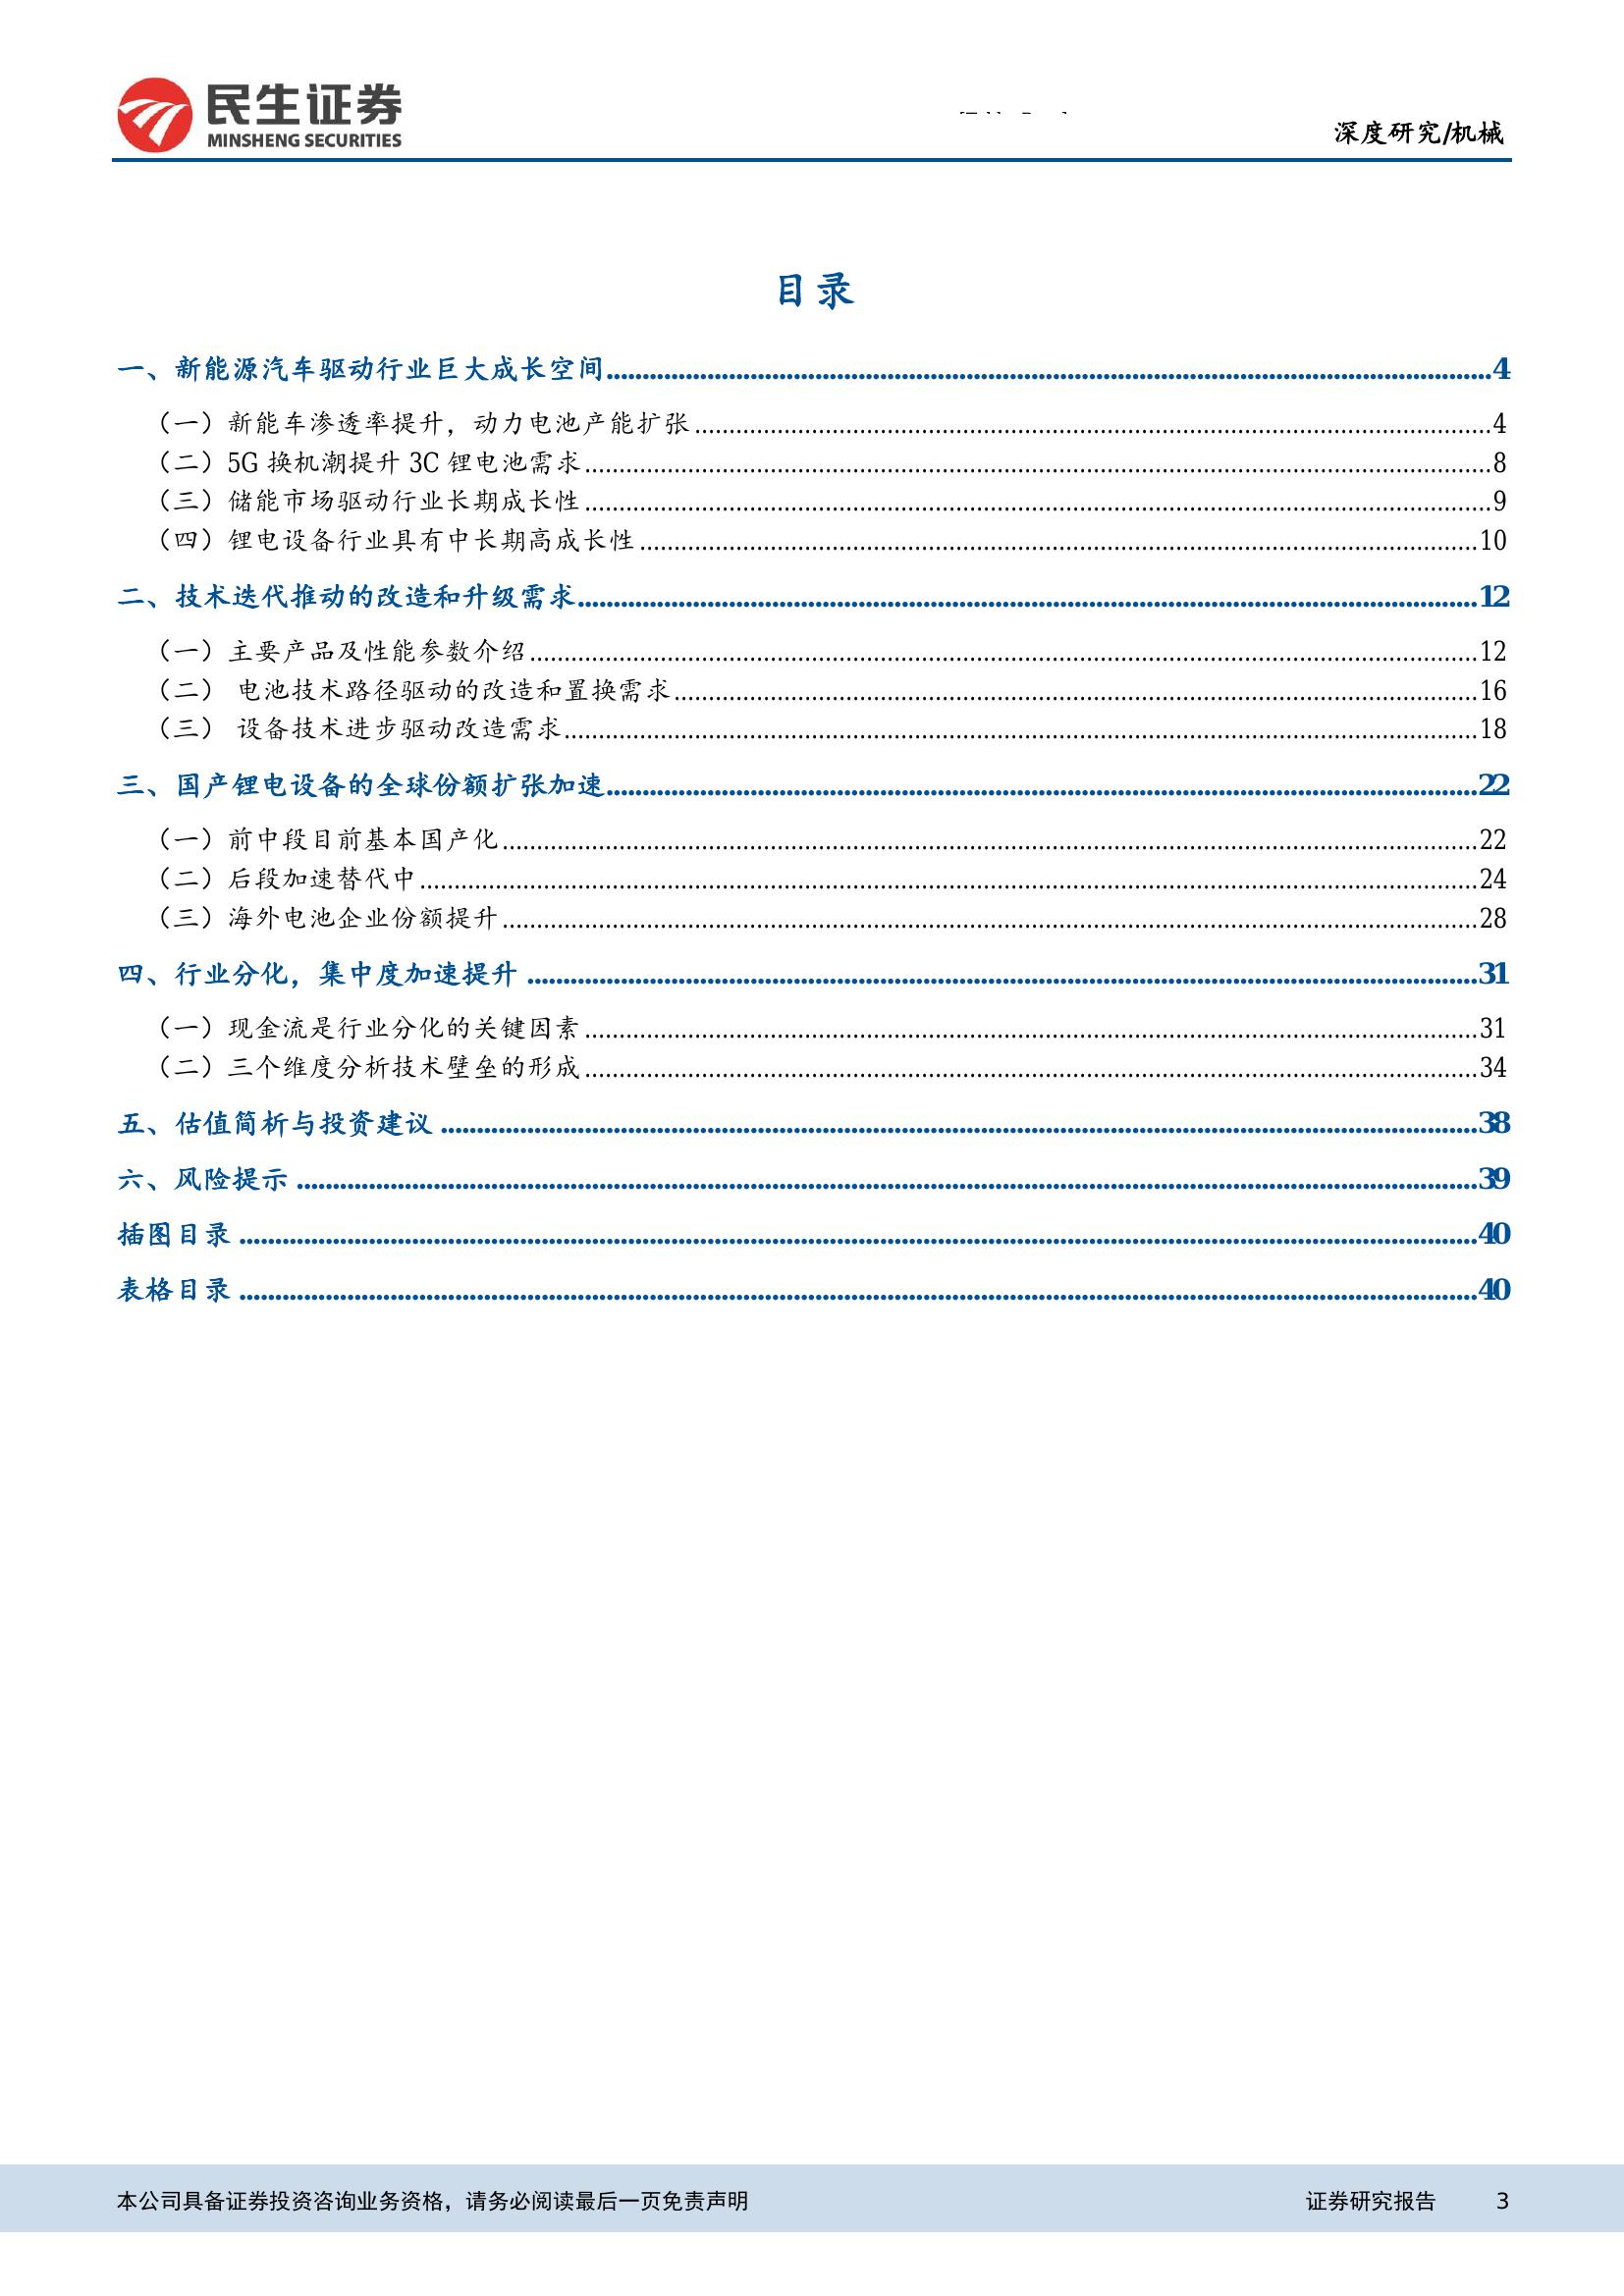 民生证券
MINSHENG SECURITIES
深度研究/机械
目录
一、新能源汽车驱动行业巨大成长空间........4
（一）新能车渗透率提升，动力电池产能扩张........4
（二）5G 换机潮提升 3C 锂电池需求........8
（三）储能市场驱动行业长期成长性........9
（四）锂电设备行业具有中长期高成长性........10
二、技术迭代推动的改造和升级需求........12
（一）主要产品及性能参数介绍........12
（二） 电池技术路径驱动的改造和置换需求........16
（三） 设备技术进步驱动改造需求........18
三、国产锂电设备的全球份额扩张加速........22
（一）前中段目前基本国产化........22
（二）后段加速替代中........24
（三）海外电池企业份额提升........28
四、行业分化，集中度加速提升........31
（一）现金流是行业分化的关键因素........31
（二）三个维度分析技术壁垒的形成........34
五、估值简析与投资建议........38
六、风险提示........39
插图目录........40
表格目录........40
本公司具备证券投资咨询业务资格，请务必阅读最后一页免责声明 证券研究报告 3